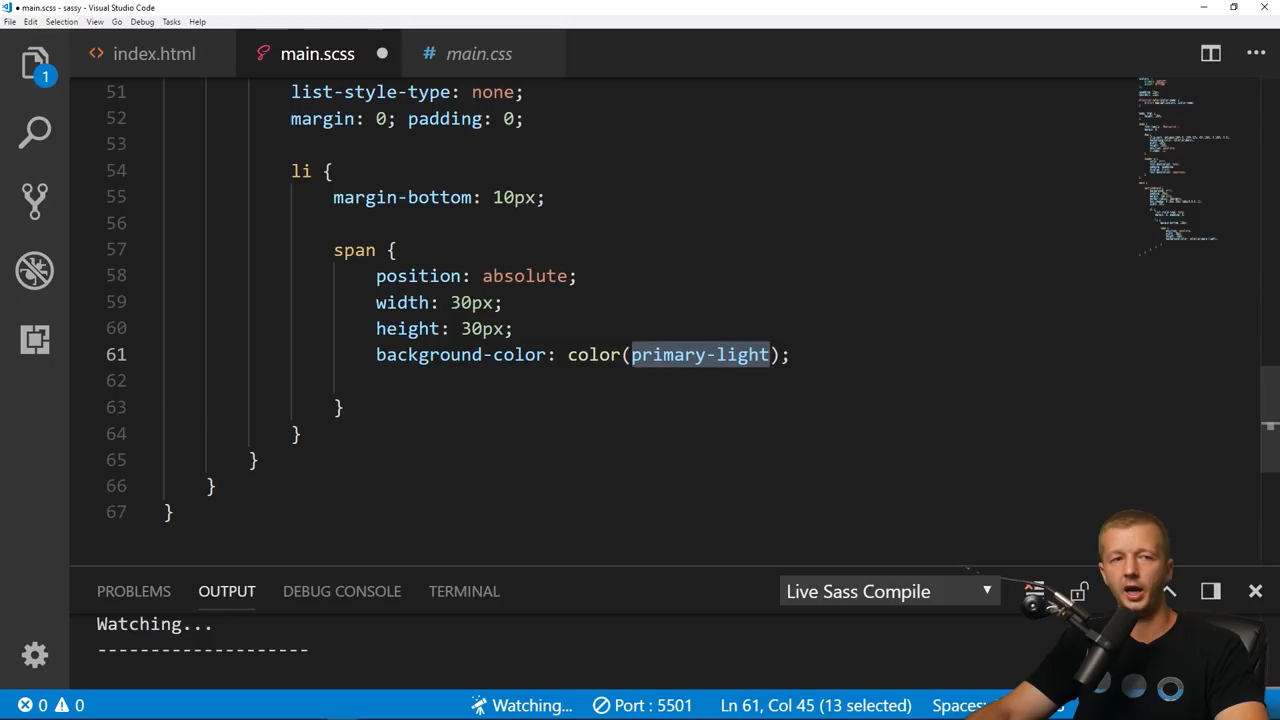 ● main.scss - sassy - Visual Studio Code
File Edit Selection View Go Debug Tasks Help
index.html main.scss main.css
51 list-style-type: none;
52 margin: 0; padding: 0;
53
54 li {
55 margin-bottom: 10px;
56
57 span {
58 position: absolute;
59 width: 30px;
60 height: 30px;
61 background-color: color(primary-light);
62
63 }
64 }
65 }
66 }
67 }
1
PROBLEMS OUTPUT DEBUG CONSOLE TERMINAL Live Sass Compile
Watching...
--------------------
0 0 Watching... Port : 5501 Ln 61, Col 45 (13 selected) Spaces: